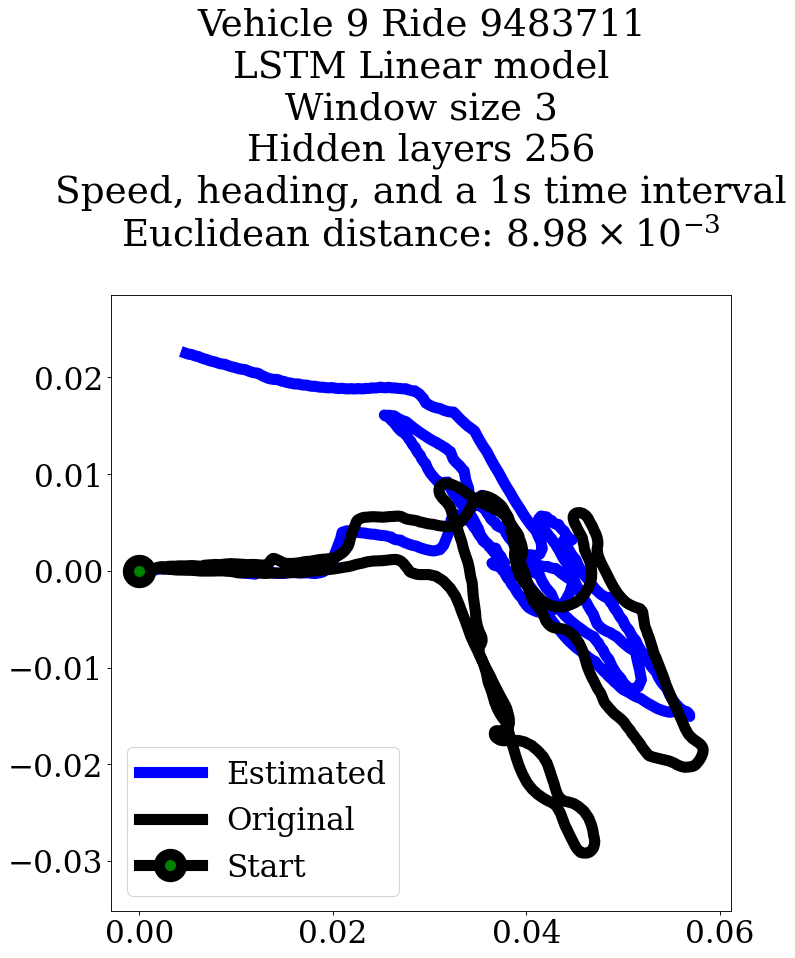 Vehicle 9 Ride 9483711
LSTM Linear model
Window size 3
Hidden layers 256
Speed, heading, and a 1s time interval
Euclidean distance: 8.98 × 10⁻³
0.02
0.01
0.00
−0.01
−0.02
−0.03
Estimated
Original
Start
0.00 0.02 0.04 0.06